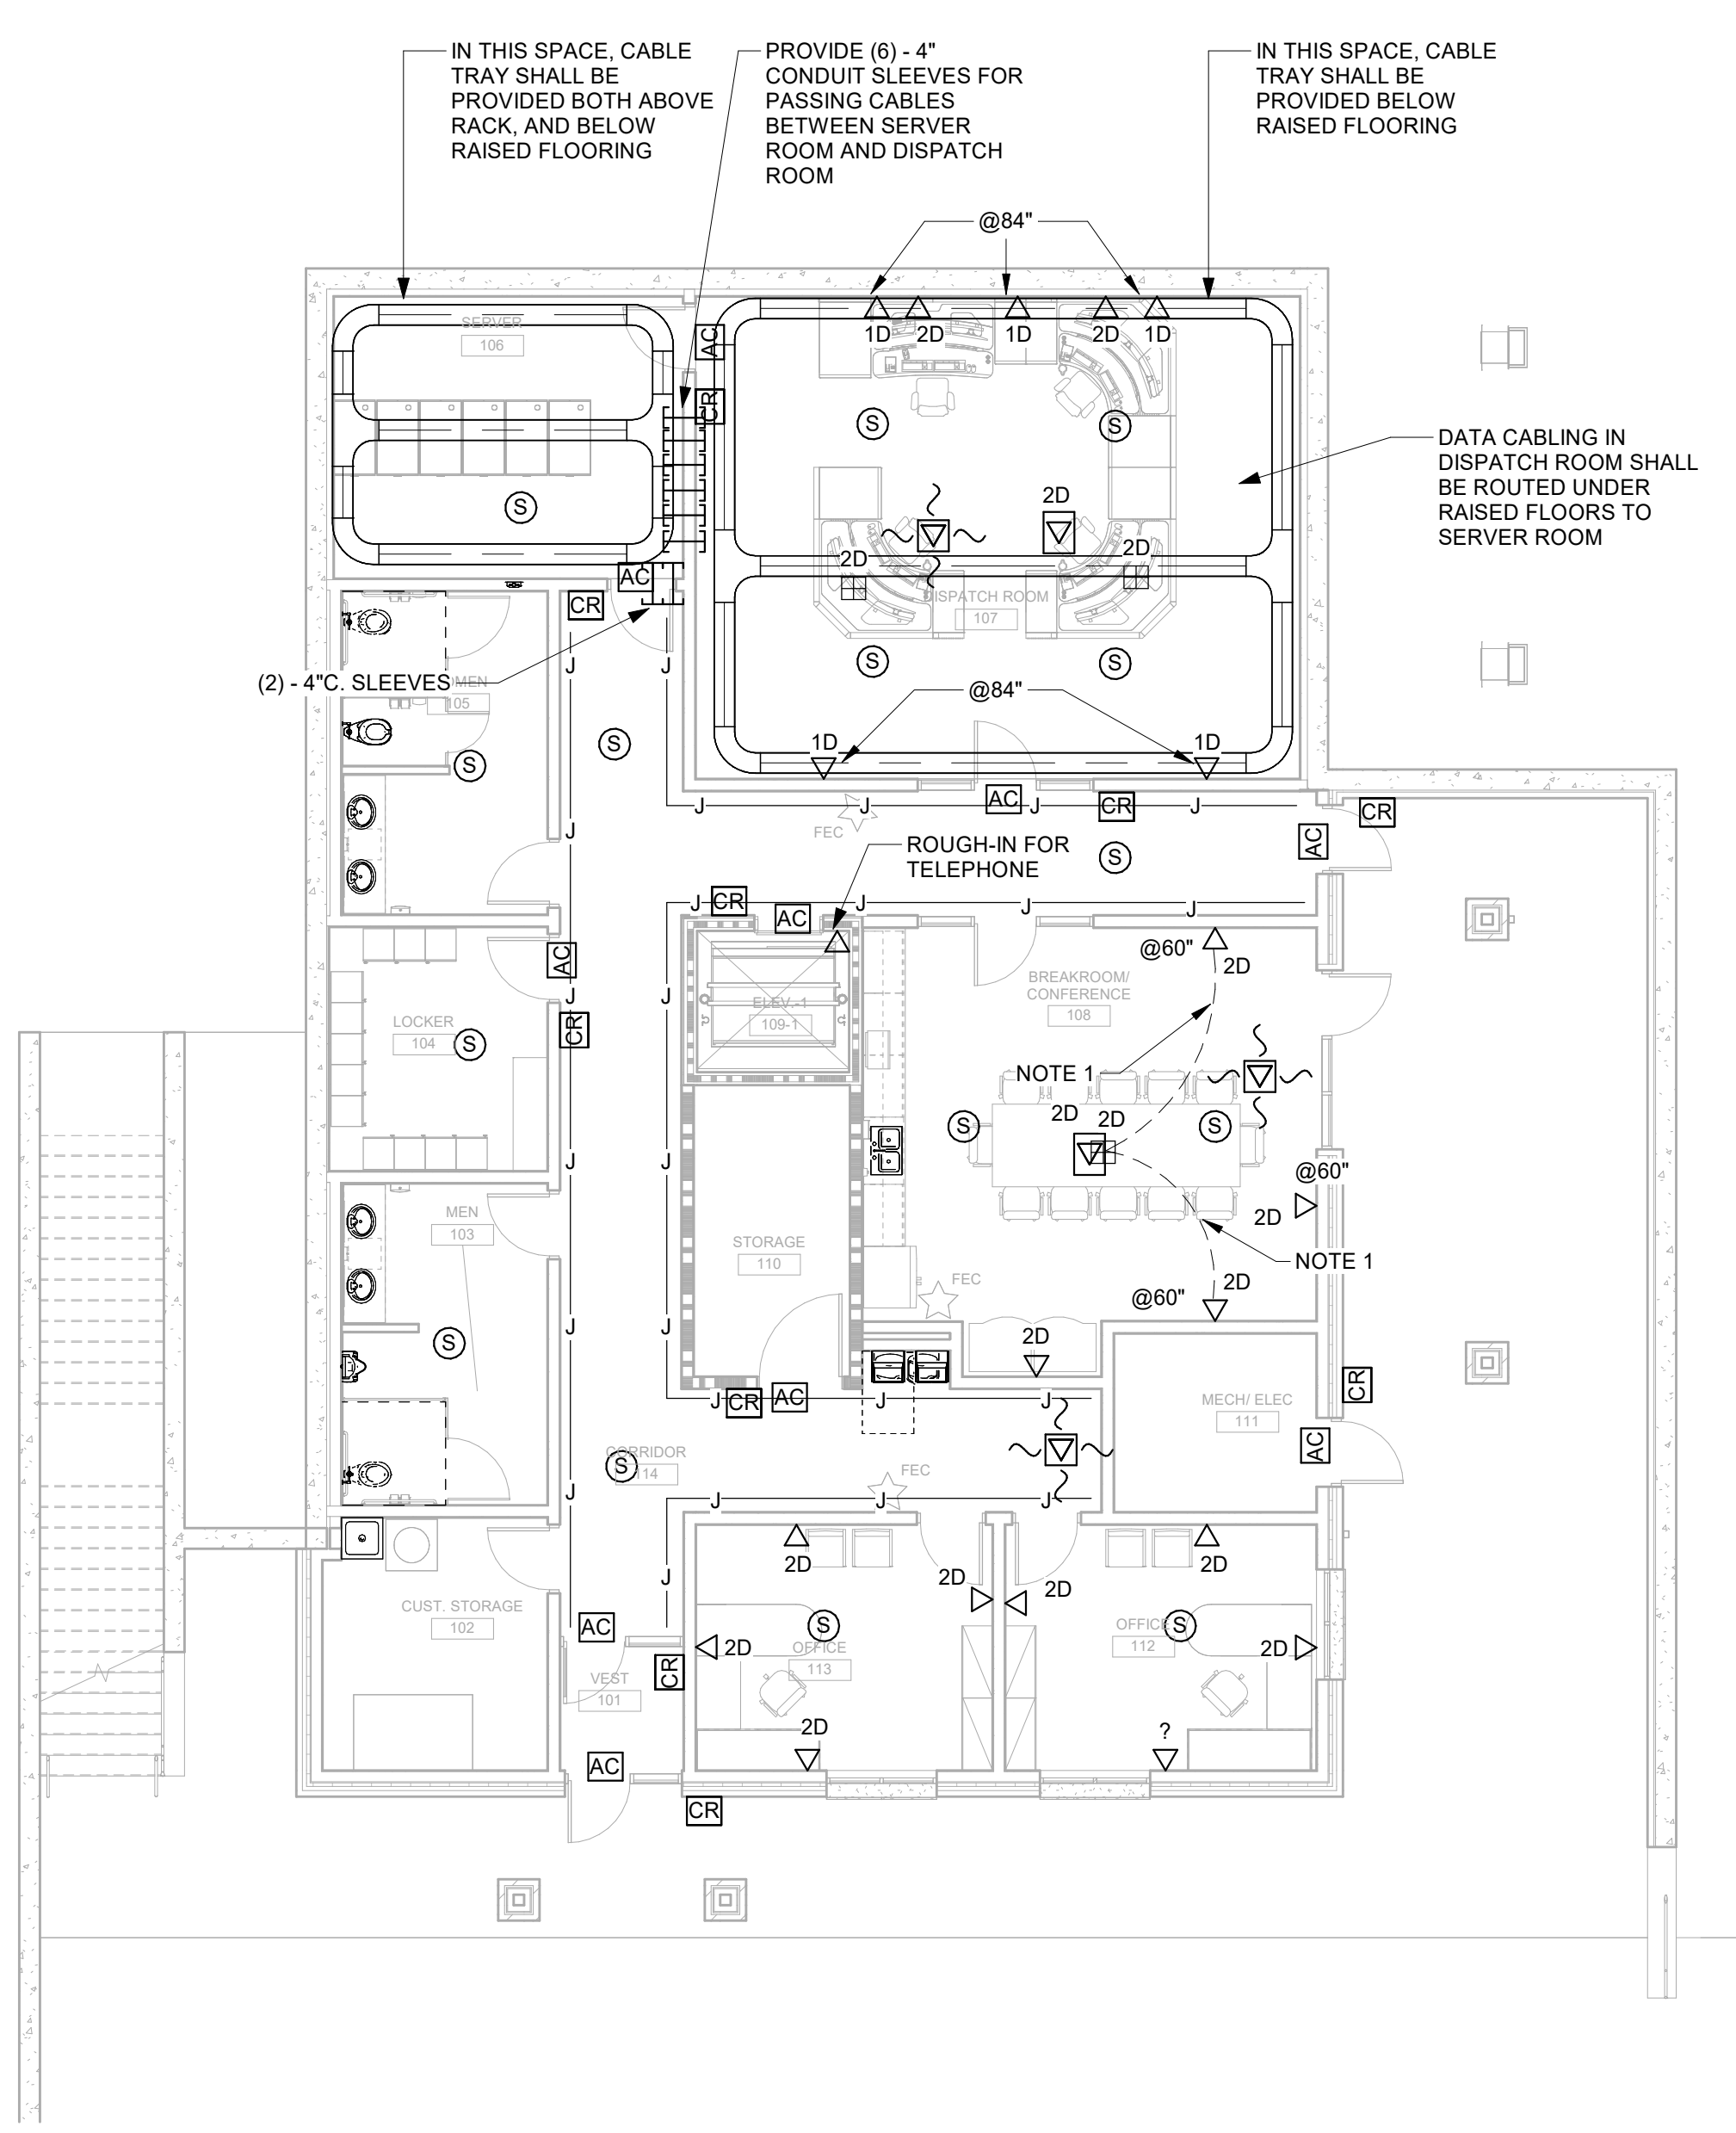 IN THIS SPACE, CABLE
TRAY SHALL BE
PROVIDED BOTH ABOVE
RACK, AND BELOW
RAISED FLOORING
PROVIDE (6) - 4"
CONDUIT SLEEVES FOR
PASSING CABLES
BETWEEN SERVER
ROOM AND DISPATCH
ROOM
IN THIS SPACE, CABLE
TRAY SHALL BE
PROVIDED BELOW
RAISED FLOORING
@84"
SERVER
106
AC
1D
2D
1D
2D
1D
CR
S
S
DATA CABLING IN
DISPATCH ROOM SHALL
BE ROUTED UNDER
RAISED FLOORS TO
SERVER ROOM
S
2D
2D
2D
AC
CR
DISPATCH ROOM
107
J
J
S
S
(2) - 4"C. SLEEVES
OMEN
105
@84"
S
S
1D
1D
J
J
J
J
AC
CR
CR
FEC
J
AC
ROUGH-IN FOR
TELEPHONE
S
J
CR
J
J
J
AC
@60"
2D
AC
J
J
BREAKROOM/
CONFERENCE
108
ELEV.-1
109-1
LOCKER
104
S
CR
NOTE 1
2D
2D
S
S
J
J
@60"
2D
MEN
103
STORAGE
110
NOTE 1
FEC
2D
@60"
J
J
S
2D
CR
AC
J
J
CR
MECH/ ELEC
111
AC
CORRIDOR
114
S
FEC
J
J
J
J
2D
2D
J
2D
2D
CUST. STORAGE
102
AC
S
OFFICE
113
2D
OFFICE
112
S
2D
CR
VEST
101
2D
?
AC
CR
N